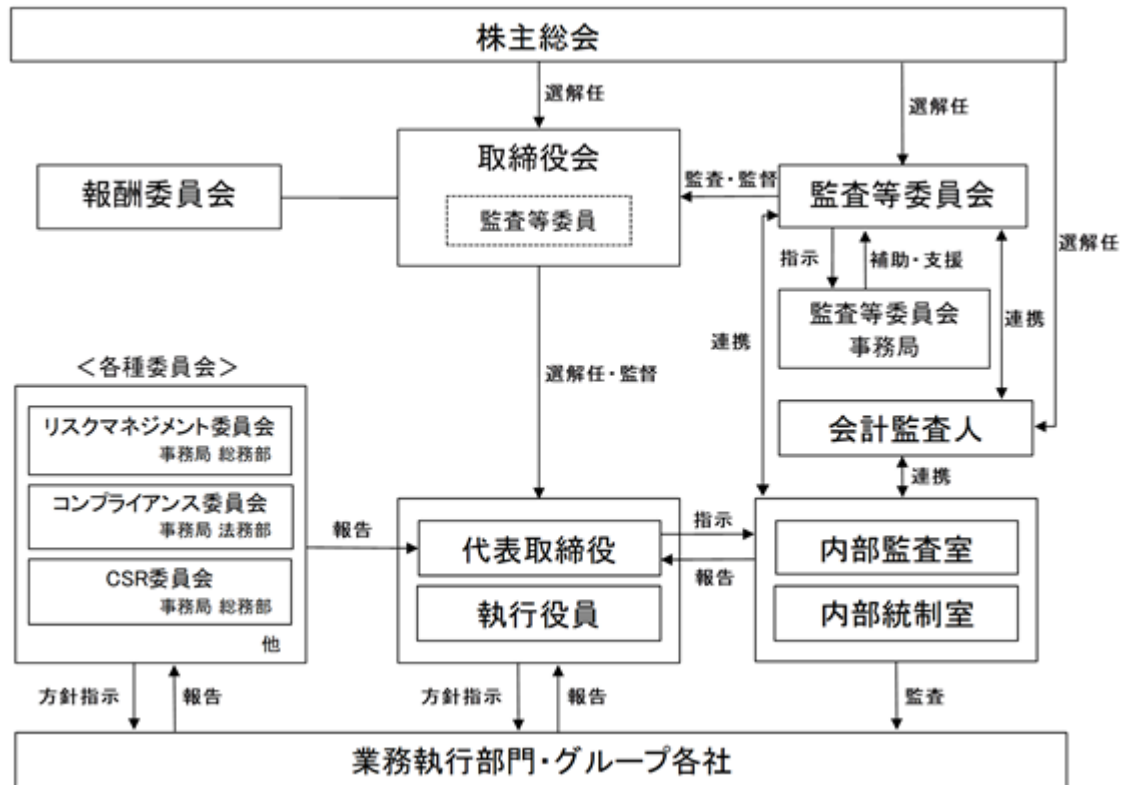 株主総会
選解任
選解任
選解任
取締役会
監査等委員
報酬委員会
監査・監督
監査等委員会
指示
補助・支援
監査等委員会
事務局
連携
連携
選解任・監督
会計監査人
連携
＜各種委員会＞
リスクマネジメント委員会
事務局 総務部
コンプライアンス委員会
事務局 法務部
CSR委員会
事務局 総務部
他
報告
代表取締役
執行役員
指示
報告
内部監査室
内部統制室
方針指示
報告
方針指示
報告
監査
業務執行部門・グループ各社